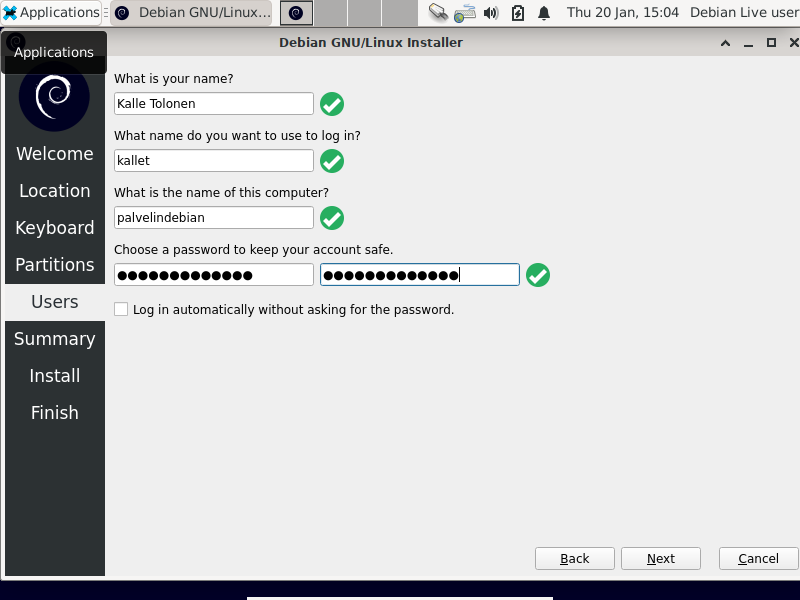 Applications
Debian GNU/Linux...
Thu 20 Jan, 15:04
Debian Live user
Debian GNU/Linux Installer
Applications
Welcome
Location
Keyboard
Partitions
Users
Summary
Install
Finish
What is your name?
Kalle Tolonen
What name do you want to use to log in?
kallet
What is the name of this computer?
palvelindebian
Choose a password to keep your account safe.
●●●●●●●●●●●●● ●●●●●●●●●●●●●
Log in automatically without asking for the password.
Back
Next
Cancel